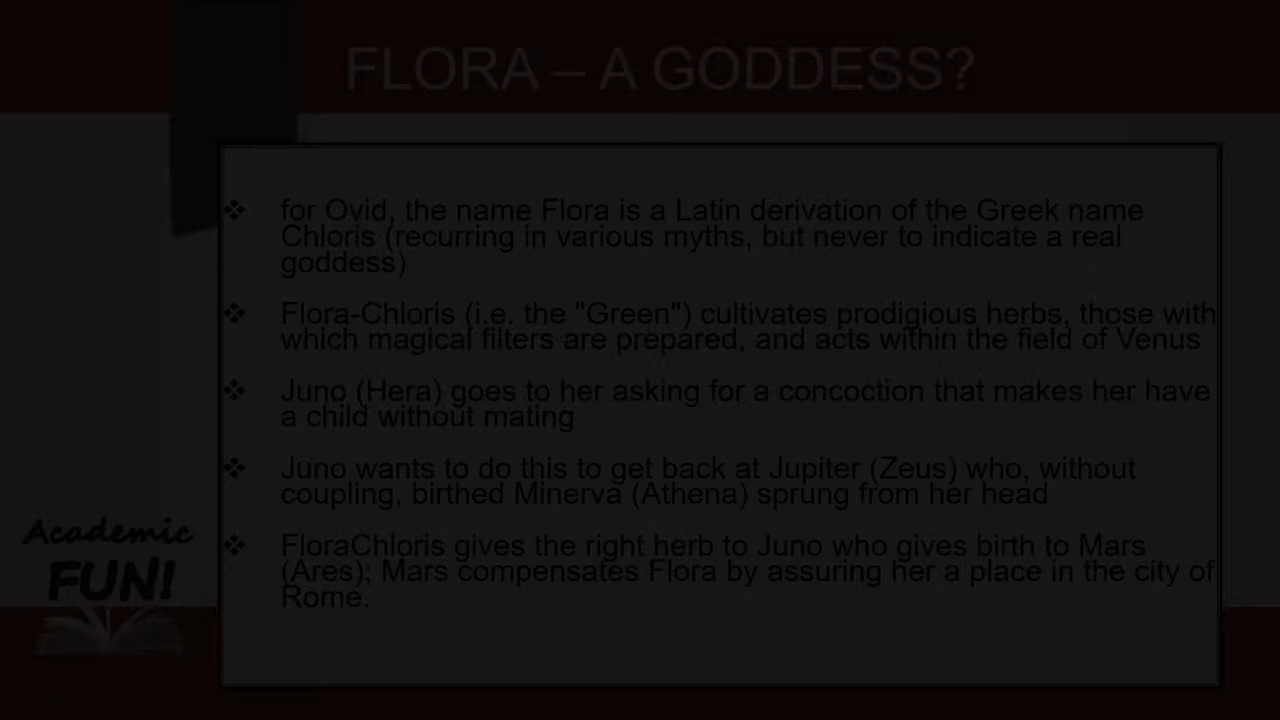 FLORA – A GODDESS?
❖ for Ovid, the name Flora is a Latin derivation of the Greek name
Chloris (recurring in various myths, but never to indicate a real
goddess)
❖ Flora-Chloris (i.e. the "Green") cultivates prodigious herbs, those with
which magical filters are prepared, and acts within the field of Venus
❖ Juno (Hera) goes to her asking for a concoction that makes her have
a child without mating
❖ Juno wants to do this to get back at Jupiter (Zeus) who, without
coupling, birthed Minerva (Athena) sprung from her head
❖ FloraChloris gives the right herb to Juno who gives birth to Mars
(Ares); Mars compensates Flora by assuring her a place in the city of
Rome.
Academic
FUN!